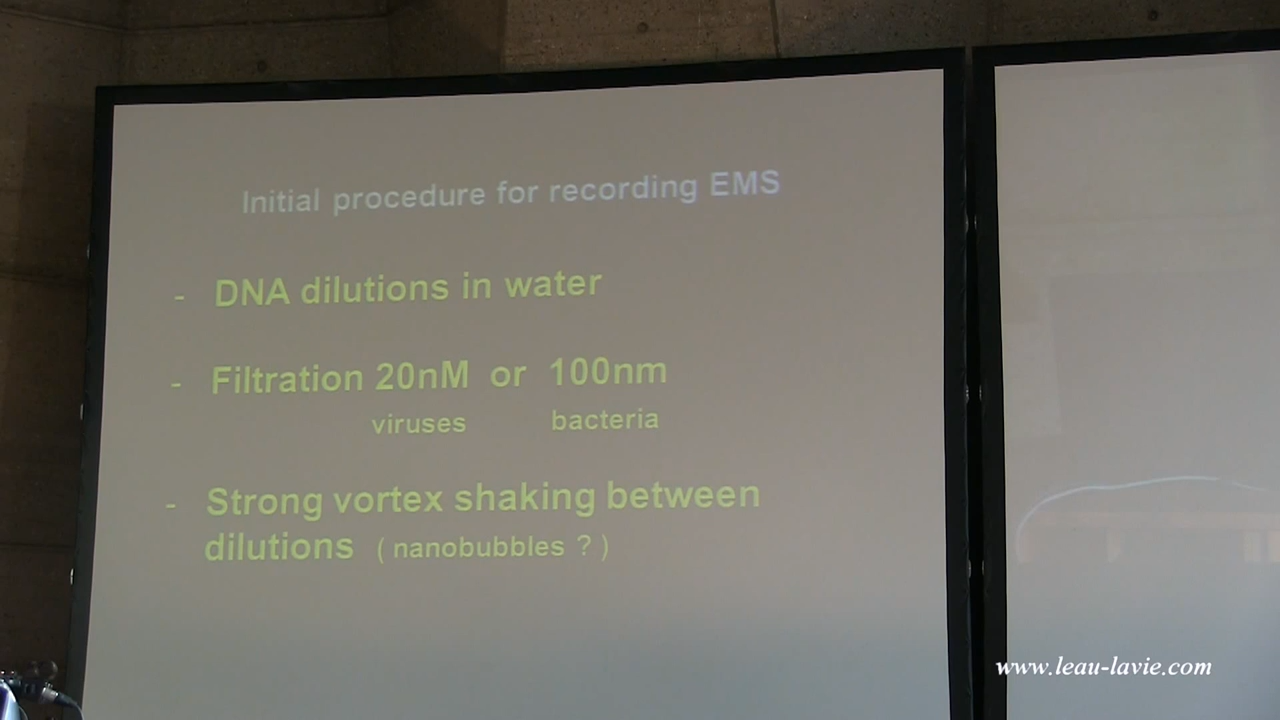 Initial procedure for recording EMS
- DNA dilutions in water
- Filtration 20nM or 100nm
viruses bacteria
- Strong vortex shaking between
dilutions ( nanobubbles ? )
www.leau-lavie.com